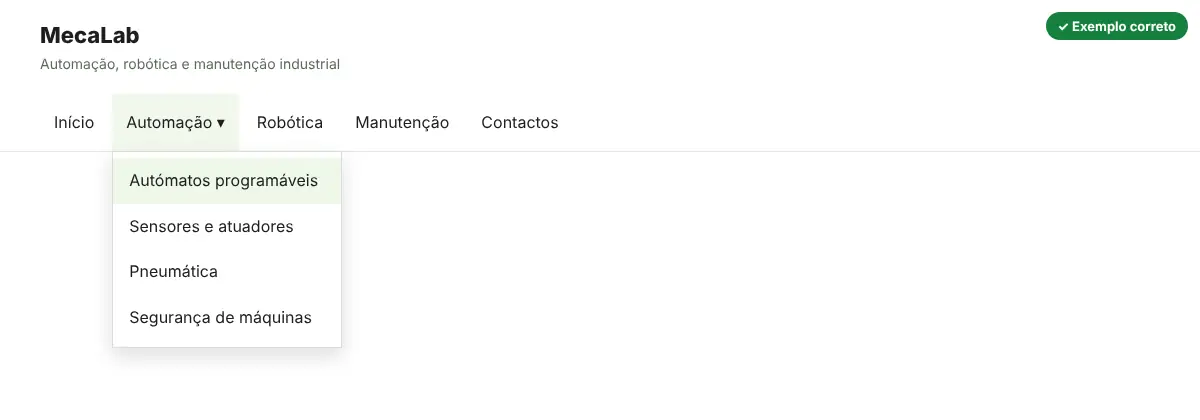 MecaLab
✓ Exemplo correto
Automação, robótica e manutenção industrial
Início Automação ▾ Robótica Manutenção Contactos
Autómatos programáveis
Sensores e atuadores
Pneumática
Segurança de máquinas